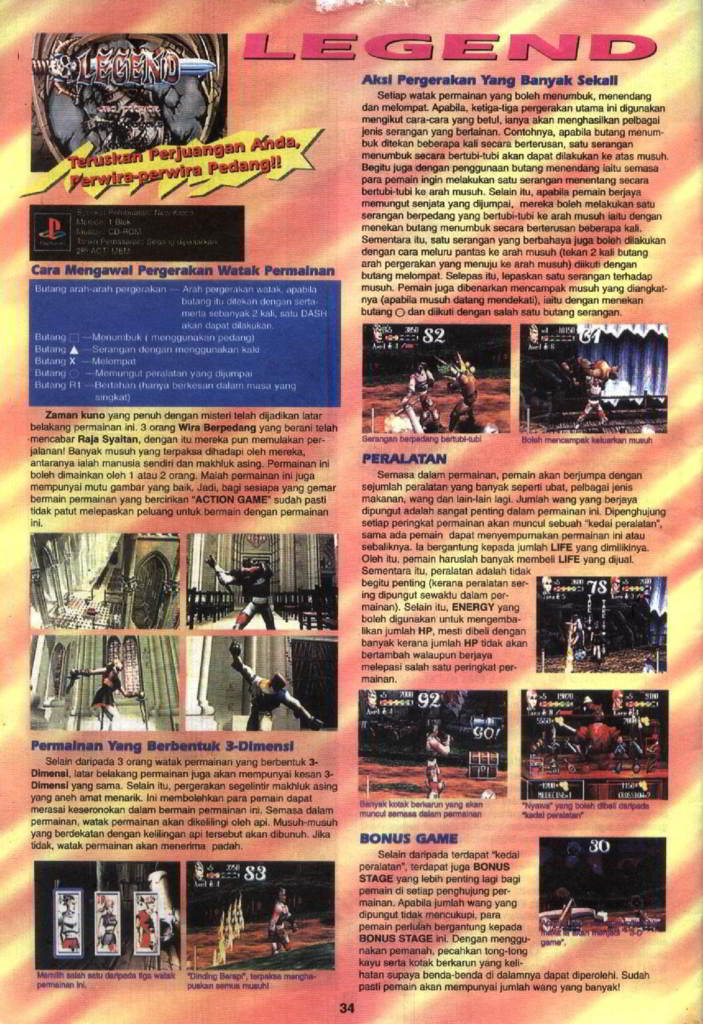 LEGEND
LEGEND
Teruskan Perjuangan Anda,
Perwira-perwira Pedang!!
1 Blok
CD-ROM
Cara Mengawal Pergerakan Watak Permainan
Butang arah-arah pergerakan — Arah pergerakan watak, apabila
butang itu ditekan dengan serta-
merta sebanyak 2 kali, satu DASH
akan dapat dilakukan.
Butang □ —Menumbuk ( menggunakan pedang)
Butang ▲ —Serangan dengan menggunakan kaki
Butang X —Melompat
Butang ○ —Memungut peralatan yang dijumpai
Butang R1 —Bertahan (hanya berkesan dalam masa yang
singkat)
Zaman kuno yang penuh dengan misteri telah dijadikan latar
belakang permainan ini. 3 orang Wira Berpedang yang berani telah
mencabar Raja Syaitan, dengan itu mereka pun memulakan per-
jalanan! Banyak musuh yang terpaksa dihadapi oleh mereka,
antaranya ialah manusia sendiri dan makhluk asing. Permainan ini
boleh dimainkan oleh 1 atau 2 orang. Malah permainan ini juga
mempunyai mutu gambar yang baik. Jadi, bagi sesiapa yang gemar
bermain permainan yang bercirikan "ACTION GAME" sudah pasti
tidak patut melepaskan peluang untuk bermain dengan permainan
ini.
Permainan Yang Berbentuk 3-Dimensi
Selain daripada 3 orang watak permainan yang berbentuk 3-
Dimensi, latar belakang permainan juga akan mempunyai kesan 3-
Dimensi yang sama. Selain itu, pergerakan segelintir makhluk asing
yang aneh amat menarik. Ini membolehkan para pemain dapat
merasai keseronokan dalam bermain permainan ini. Semasa dalam
permainan, watak permainan akan dikelilingi oleh api. Musuh-musuh
yang berdekatan dengan kelilingan api tersebut akan dibunuh. Jika
tidak, watak permainan akan menerima padah.
83
Memilih salah satu daripada tiga watak
permainan ini.
"Dinding Berapi", terpaksa mengha-
puskan semua musuh!
Aksi Pergerakan Yang Banyak Sekali
Setiap watak permainan yang boleh menumbuk, menendang
dan melompat. Apabila, ketiga-tiga pergerakan utama ini digunakan
mengikut cara-cara yang betul, ianya akan menghasilkan pelbagai
jenis serangan yang berlainan. Contohnya, apabila butang menum-
buk ditekan beberapa kali secara berterusan, satu serangan
menumbuk secara bertubi-tubi akan dapat dilakukan ke atas musuh.
Begitu juga dengan penggunaan butang menendang iaitu semasa
para pemain ingin melakukan satu serangan menentang secara
bertubi-tubi ke arah musuh. Selain itu, apabila pemain berjaya
memungut senjata yang dijumpai, mereka boleh melakukan satu
serangan berpedang yang bertubi-tubi ke arah musuh iaitu dengan
menekan butang menumbuk secara berterusan beberapa kali.
Sementara itu, satu serangan yang berbahaya juga boleh dilakukan
dengan cara meluru pantas ke arah musuh (tekan 2 kali butang
arah pergerakan yang menuju ke arah musuh) diikuti dengan
butang melompat. Selepas itu, lepaskan satu serangan terhadap
musuh. Pemain juga dibenarkan mencampak musuh yang diangkat-
nya (apabila musuh datang mendekati), iaitu dengan menekan
butang ○ dan diikuti dengan salah satu butang serangan.
82
61
Serangan berpedang bertubi-tubi
Boleh mencampak keluarkan musuh
PERALATAN
Semasa dalam permainan, pemain akan berjumpa dengan
sejumlah peralatan yang banyak seperti ubat, pelbagai jenis
makanan, wang dan lain-lain lagi. Jumlah wang yang berjaya
dipungut adalah sangat penting dalam permainan ini. Dipenghujung
setiap peringkat permainan akan muncul sebuah "kedai peralatan",
sama ada pemain dapat menyempurnakan permainan ini atau
sebaliknya. Ia bergantung kepada jumlah LIFE yang dimilikinya.
Oleh itu, pemain haruslah banyak membeli LIFE yang dijual.
Sementara itu, peralatan adalah tidak
begitu penting (kerana peralatan ser-
ing dipungut sewaktu dalam per-
mainan). Selain itu, ENERGY yang
boleh digunakan untuk mengemba-
likan jumlah HP, mesti dibeli dengan
banyak kerana jumlah HP tidak akan
bertambah walaupun berjaya
melepasi salah satu peringkat per-
mainan.
78
92
GO!
Banyak kotak berkarun yang akan
muncul semasa dalam permainan
"Nyawa" yang boleh dibeli daripada
"kedai peralatan"
BONUS GAME
Selain daripada terdapat "kedai
peralatan", terdapat juga BONUS
STAGE yang lebih penting lagi bagi
pemain di setiap penghujung per-
mainan. Apabila jumlah wang yang
dipungut tidak mencukupi, para
pemain perlulah bergantung kepada
BONUS STAGE ini. Dengan menggu-
nakan pemanah, pecahkan tong-tong
kayu serta kotak berkarun yang keli-
hatan supaya benda-benda di dalamnya dapat diperolehi. Sudah
pasti pemain akan mempunyai jumlah wang yang banyak!
30
game".
34